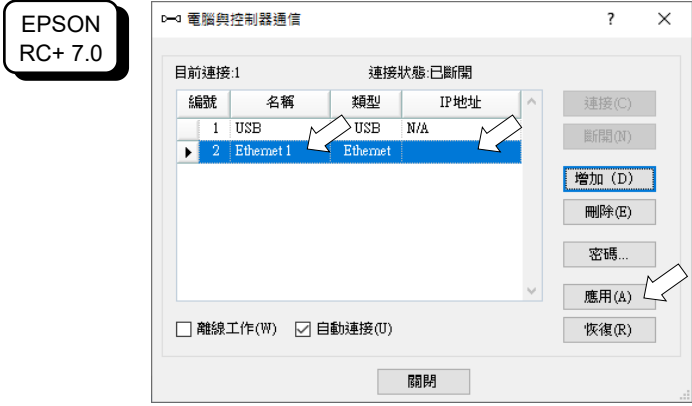 EPSON
RC+ 7.0
電腦與控制器通信
? ×
目前連接:1 連接狀態:已斷開
編號 名稱 類型 IP地址
1 USB USB N/A
2 Ethernet 1 Ethernet
連接(C)
斷開(N)
增加 (D)
刪除(E)
密碼...
應用(A)
恢復(R)
離線工作(W) 自動連接(U)
關閉